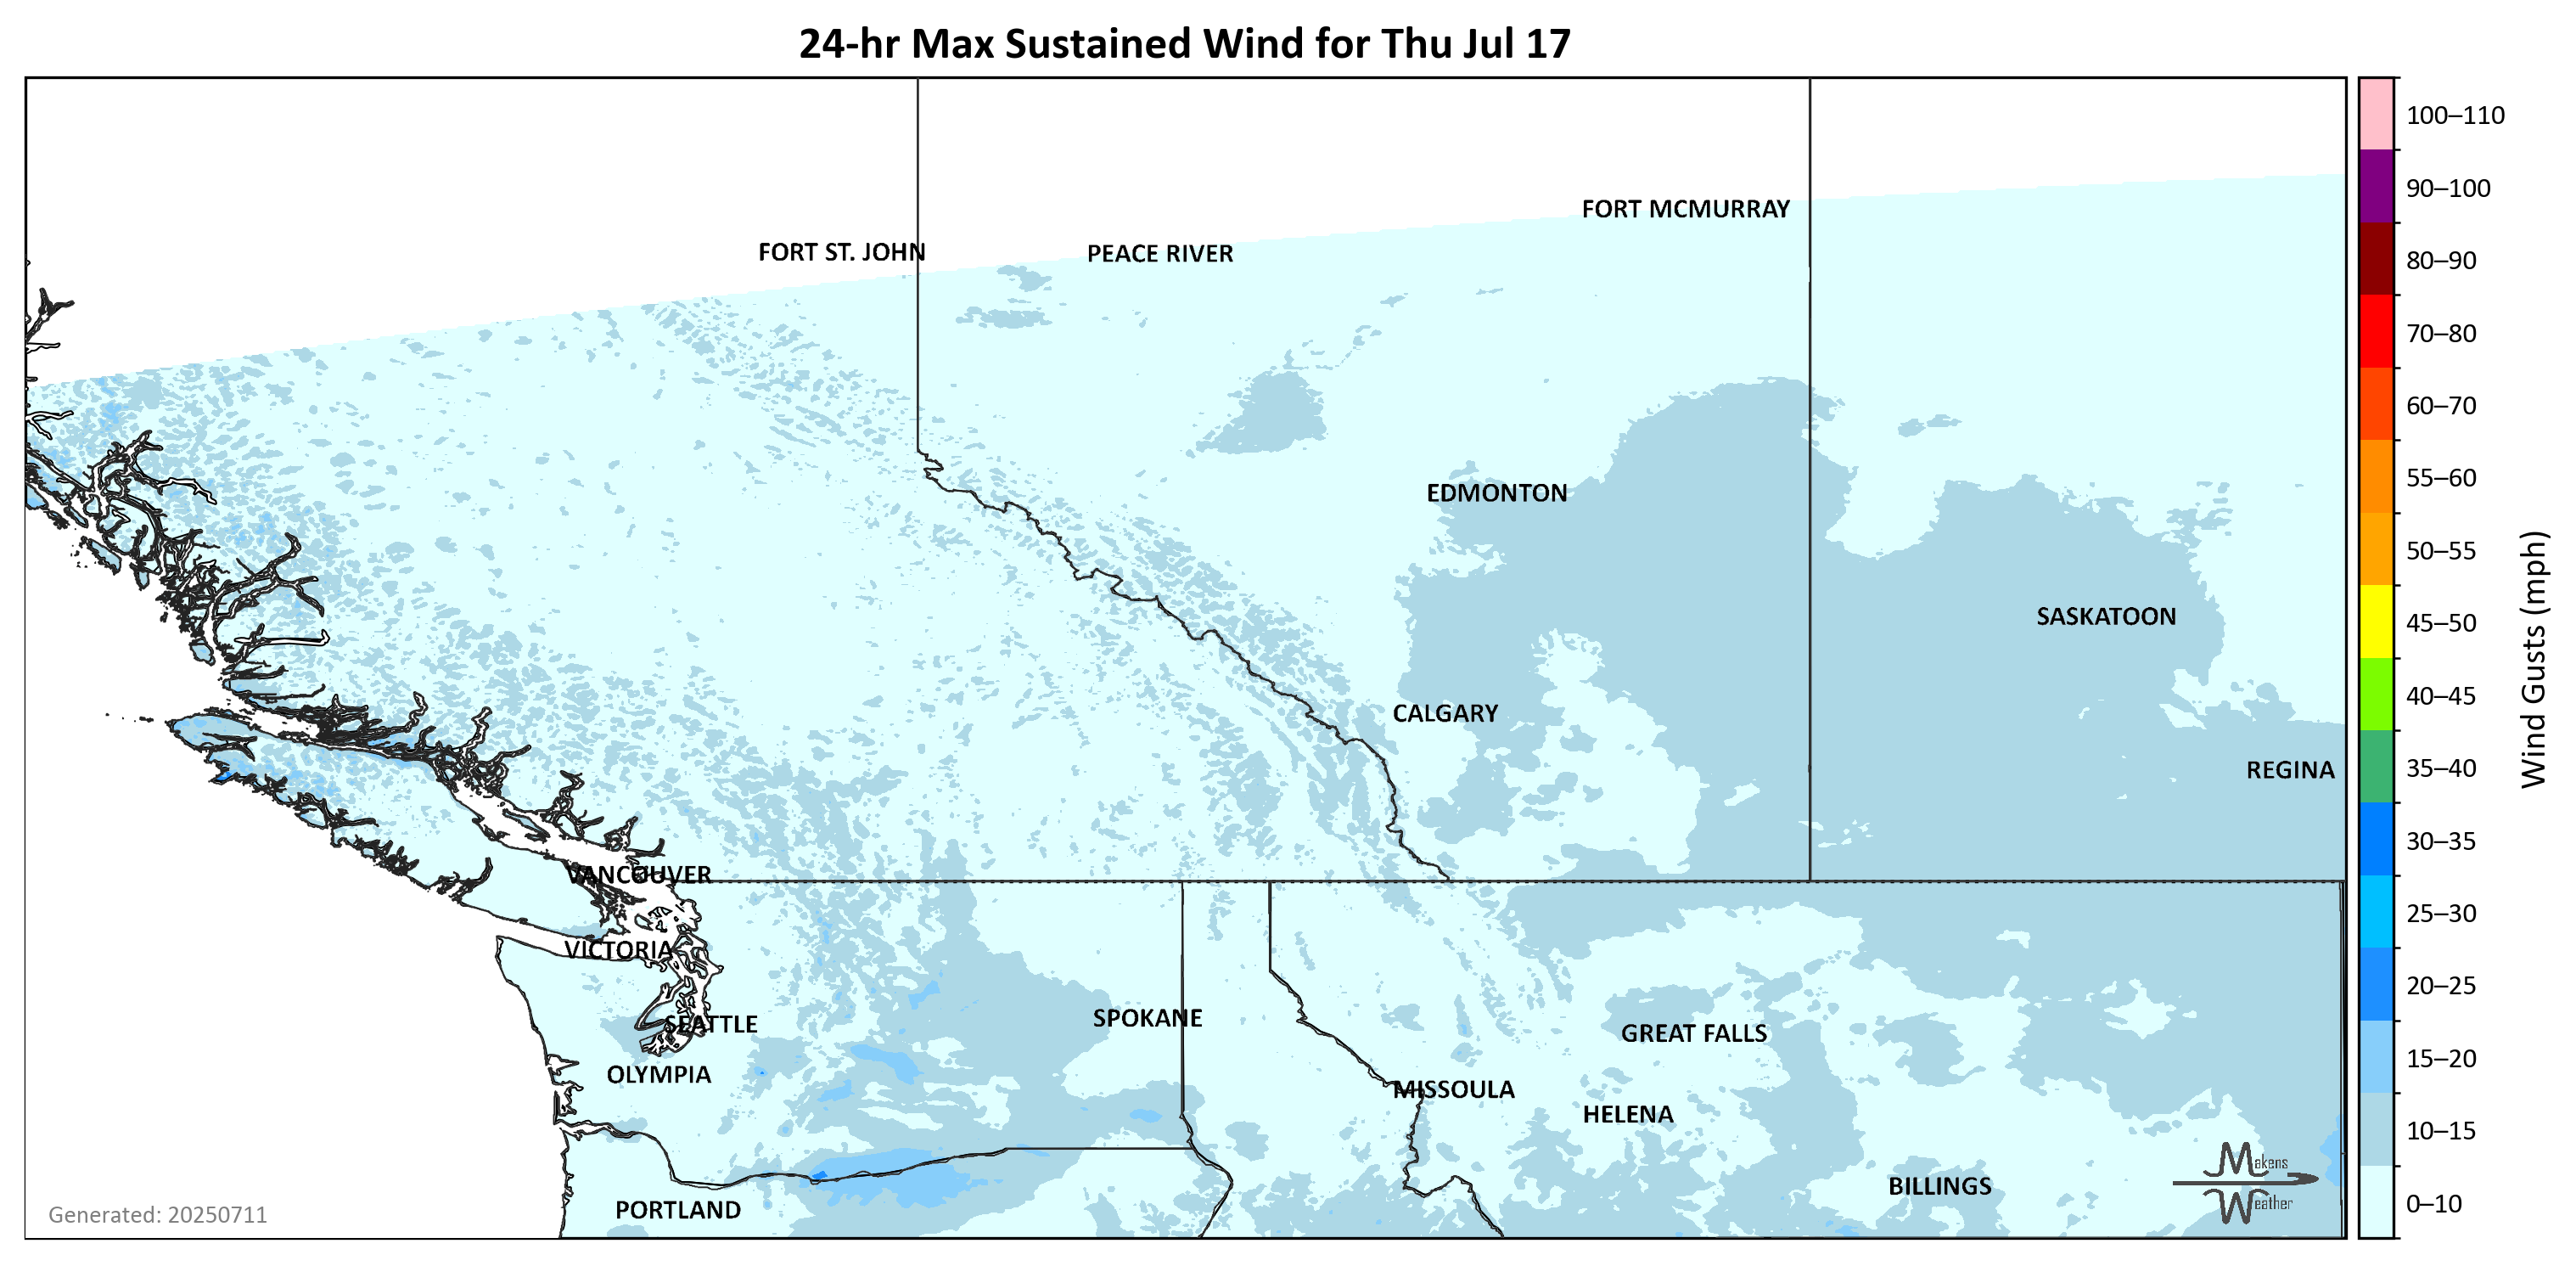 24-hr Max Sustained Wind for Thu Jul 17
100–110
FORT MCMURRAY
90–100
FORT ST. JOHN
PEACE RIVER
80–90
70–80
60–70
EDMONTON
55–60
50–55
SASKATOON
45–50
Wind Gusts (mph)
40–45
CALGARY
REGINA
35–40
30–35
VANCOUVER
25–30
VICTORIA
20–25
SPOKANE
SEATTLE
GREAT FALLS
15–20
OLYMPIA
MISSOULA
HELENA
10–15
Makens
Weather
BILLINGS
0–10
PORTLAND
Generated: 20250711